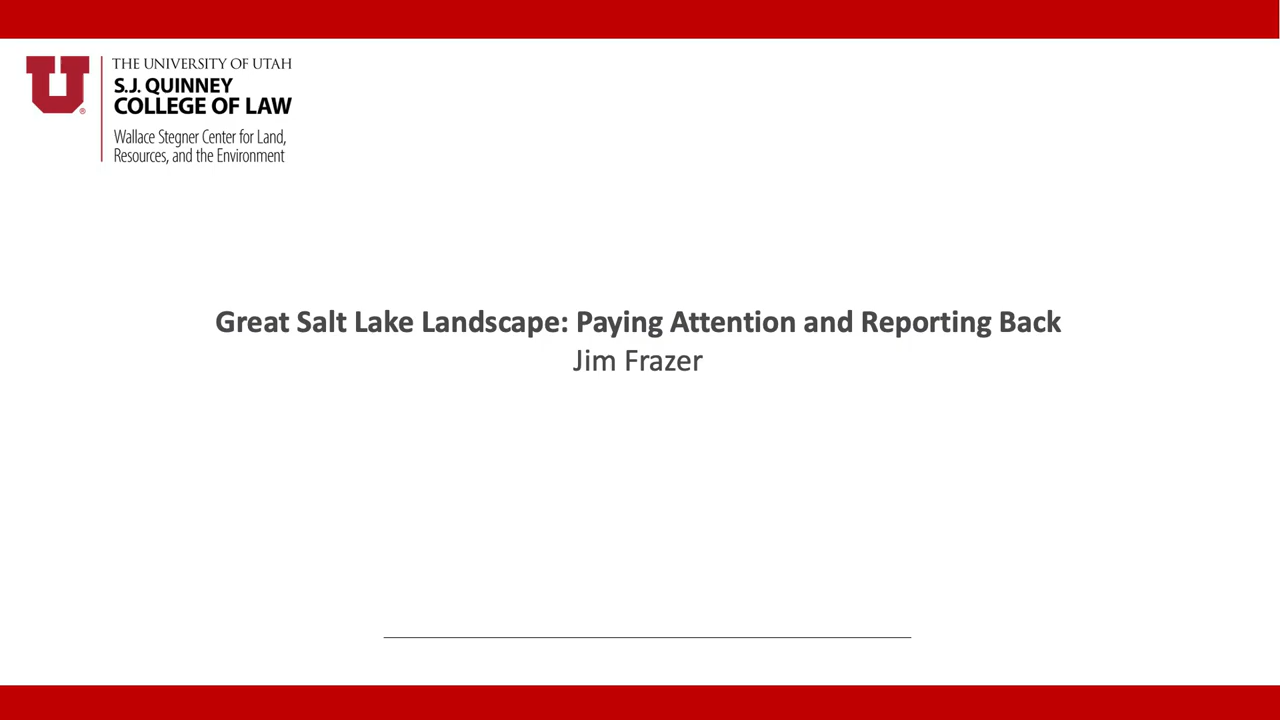 THE UNIVERSITY OF UTAH
S.J. QUINNEY
COLLEGE OF LAW
Wallace Stegner Center for Land,
Resources, and the Environment
U
®
Great Salt Lake Landscape: Paying Attention and Reporting Back
Jim Frazer